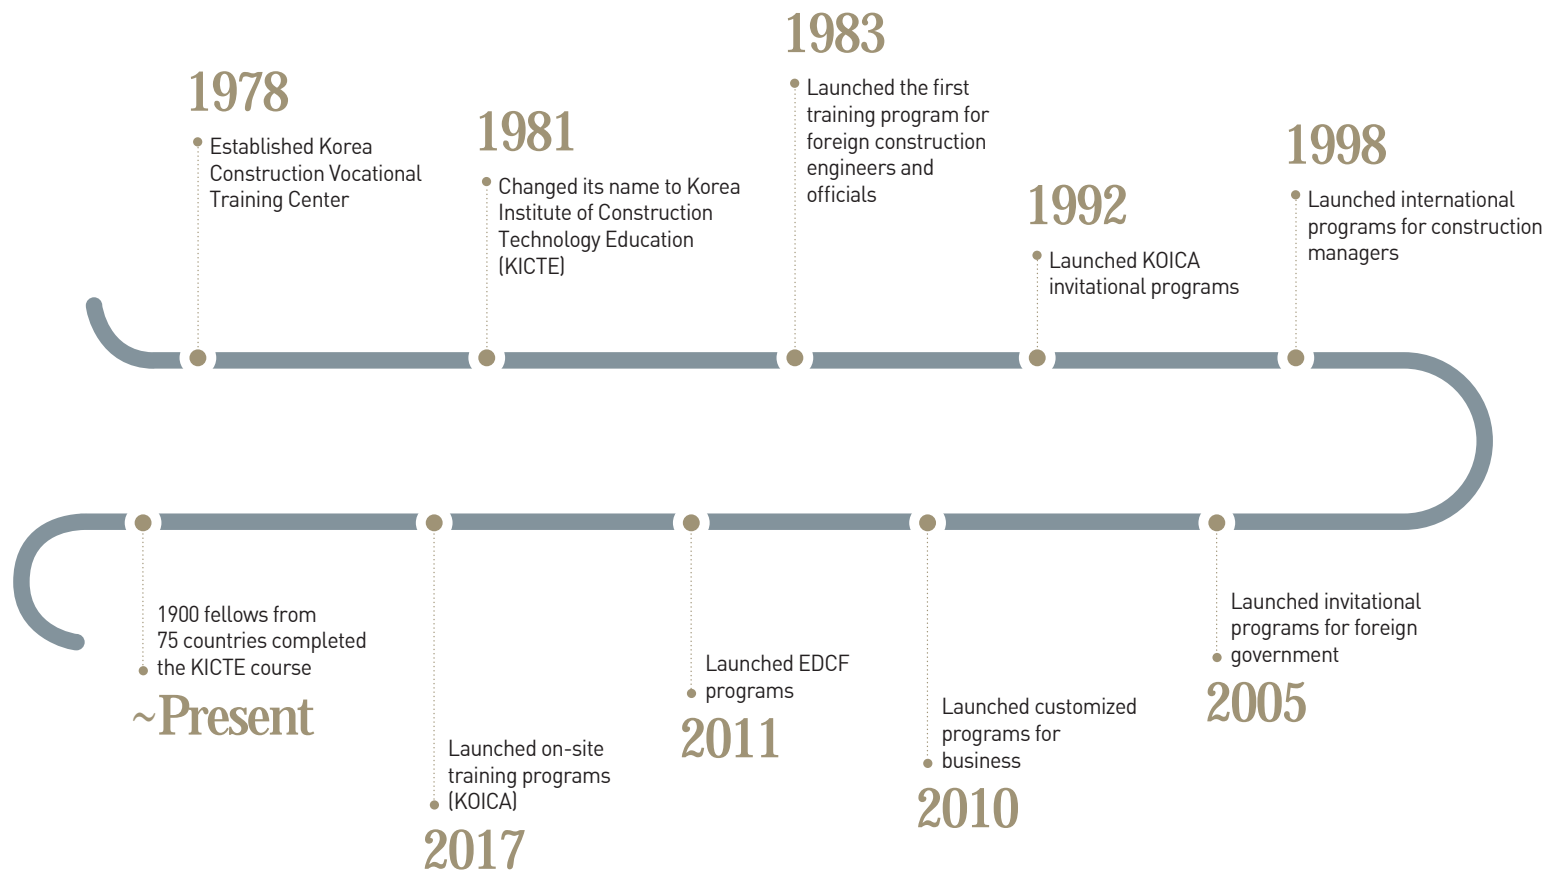 1978
Established Korea
Construction Vocational
Training Center
1981
Changed its name to Korea
Institute of Construction
Technology Education
(KICTE)
1983
Launched the first
training program for
foreign construction
engineers and
officials
1992
Launched KOICA
invitational programs
1998
Launched international
programs for construction
managers
Launched invitational
programs for foreign
government
2005
Launched customized
programs for
business
2010
Launched EDCF
programs
2011
Launched on-site
training programs
(KOICA)
2017
1900 fellows from
75 countries completed
the KICTE course
~Present